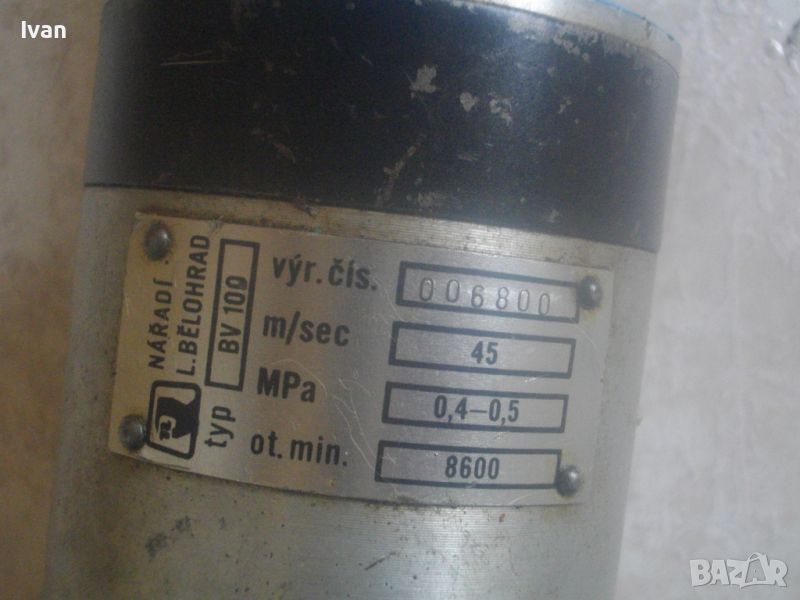 Ivan
NÁŘADÍ
L.BĚLOHRAD
typ BV 100
výr. čís. 006800
m/sec 45
MPa 0,4–0,5
ot. min. 8600
BAZAR